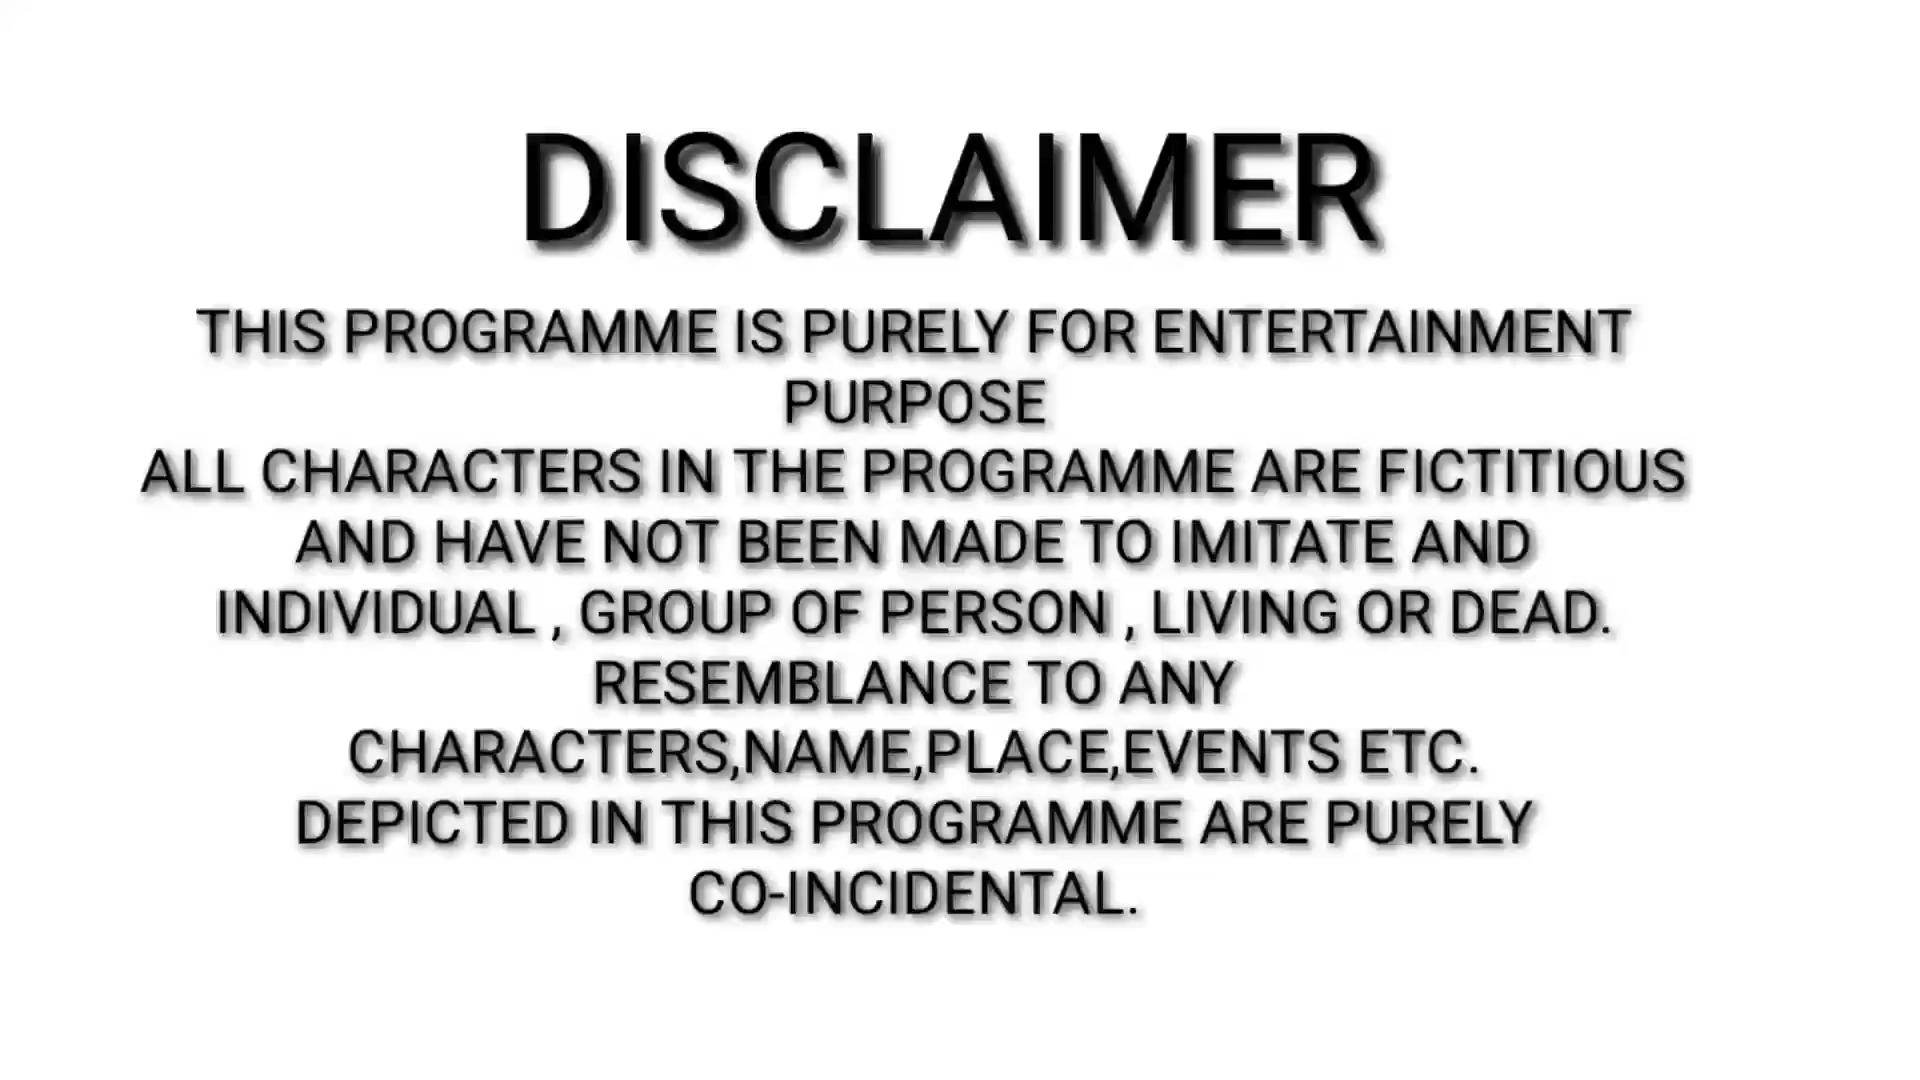 DISCLAIMER
THIS PROGRAMME IS PURELY FOR ENTERTAINMENT
PURPOSE
ALL CHARACTERS IN THE PROGRAMME ARE FICTITIOUS
AND HAVE NOT BEEN MADE TO IMITATE AND
INDIVIDUAL , GROUP OF PERSON , LIVING OR DEAD.
RESEMBLANCE TO ANY
CHARACTERS,NAME,PLACE,EVENTS ETC.
DEPICTED IN THIS PROGRAMME ARE PURELY
CO-INCIDENTAL.